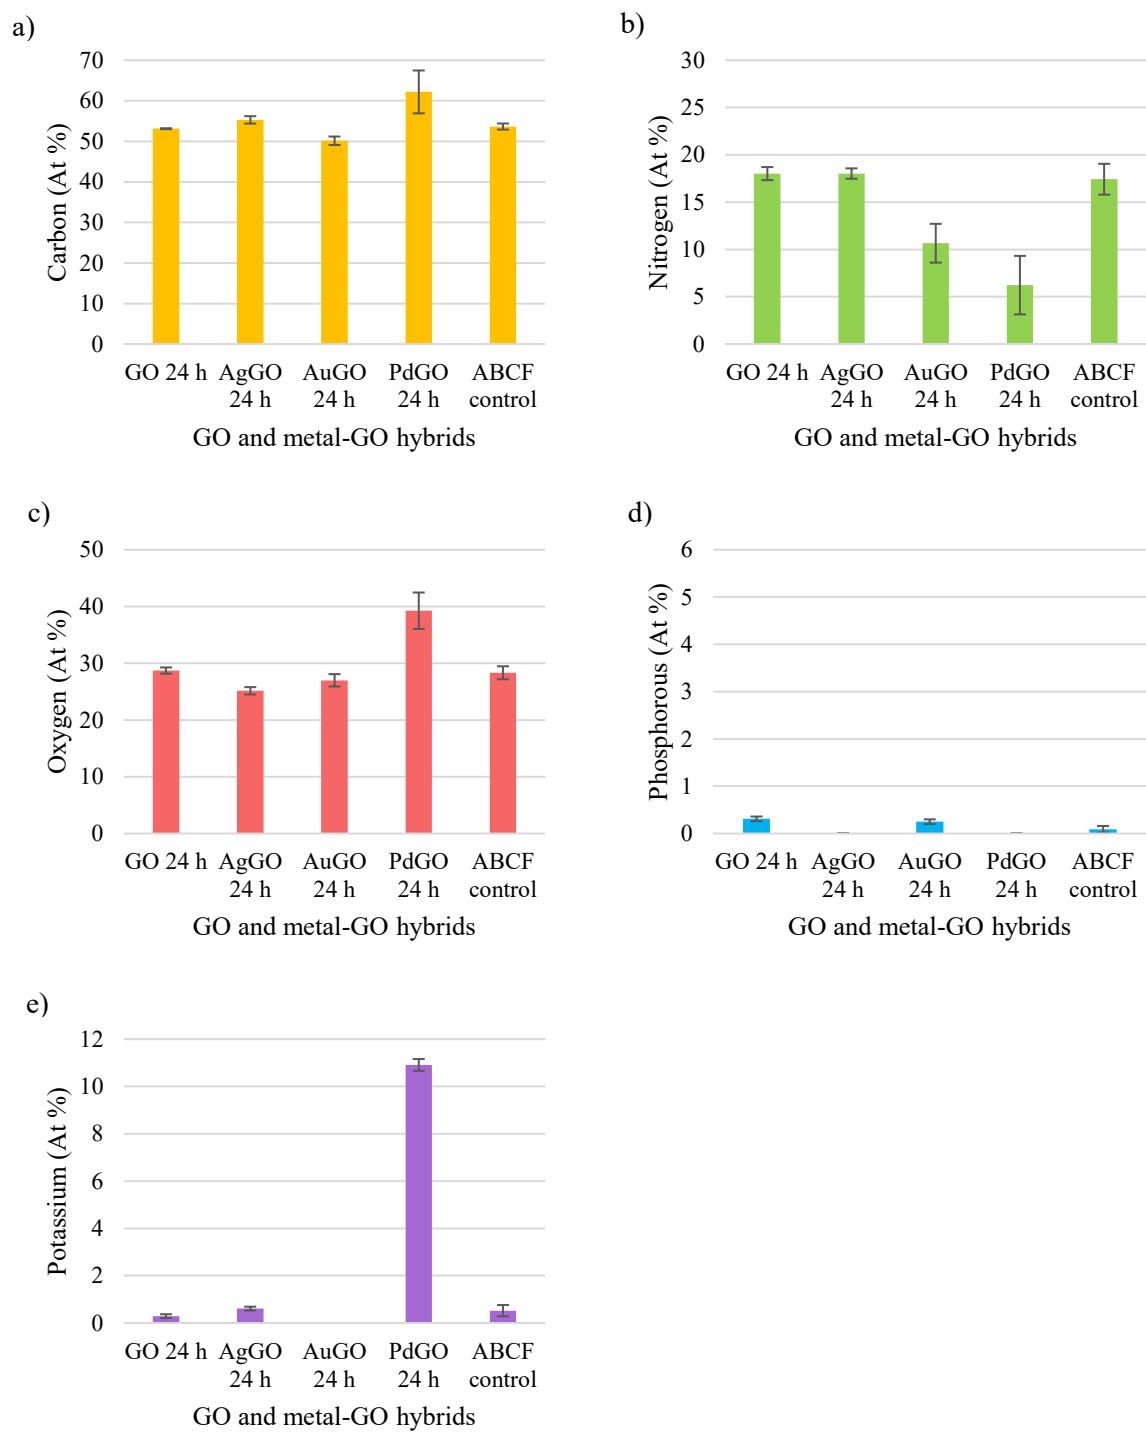 a)
70
60
50
40
30
20
10
0
Carbon (At %)
GO 24 h AgGO AuGO PdGO ABCF
24 h 24 h 24 h control
GO and metal-GO hybrids
b)
30
25
20
15
10
5
0
Nitrogen (At %)
GO 24 h AgGO AuGO PdGO ABCF
24 h 24 h 24 h control
GO and metal-GO hybrids
c)
50
40
30
20
10
0
Oxygen (At %)
GO 24 h AgGO AuGO PdGO ABCF
24 h 24 h 24 h control
GO and metal-GO hybrids
d)
6
5
4
3
2
1
0
Phosphorous (At %)
GO 24 h AgGO AuGO PdGO ABCF
24 h 24 h 24 h control
GO and metal-GO hybrids
e)
12
10
8
6
4
2
0
Potassium (At %)
GO 24 h AgGO AuGO PdGO ABCF
24 h 24 h 24 h control
GO and metal-GO hybrids